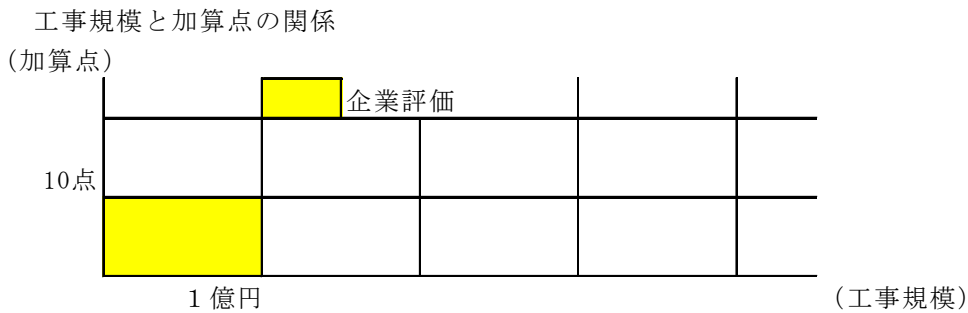 工事規模と加算点の関係
(加算点)
企業評価
10点
1億円
(工事規模)